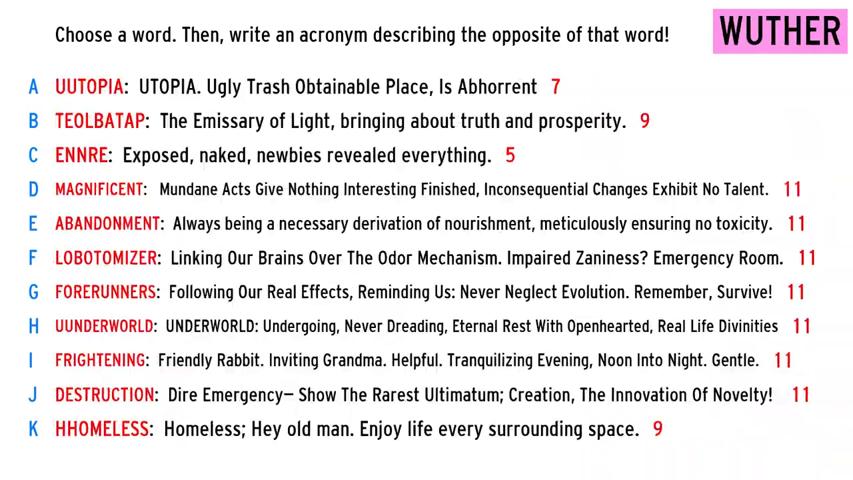 Choose a word. Then, write an acronym describing the opposite of that word!
WUTHER
A UUTOPIA: UTOPIA. Ugly Trash Obtainable Place, Is Abhorrent 7
B TEOLBATAP: The Emissary of Light, bringing about truth and prosperity. 9
C ENNRE: Exposed, naked, newbies revealed everything. 5
D MAGNIFICENT: Mundane Acts Give Nothing Interesting Finished, Inconsequential Changes Exhibit No Talent. 11
E ABANDONMENT: Always being a necessary derivation of nourishment, meticulously ensuring no toxicity. 11
F LOBOTOMIZER: Linking Our Brains Over The Odor Mechanism. Impaired Zaniness? Emergency Room. 11
G FORERUNNERS: Following Our Real Effects, Reminding Us: Never Neglect Evolution. Remember, Survive! 11
H UUNDERWORLD: UNDERWORLD: Undergoing, Never Dreading, Eternal Rest With Openhearted, Real Life Divinities 11
I FRIGHTENING: Friendly Rabbit. Inviting Grandma. Helpful. Tranquilizing Evening, Noon Into Night. Gentle. 11
J DESTRUCTION: Dire Emergency— Show The Rarest Ultimatum; Creation, The Innovation Of Novelty! 11
K HHOMELESS: Homeless; Hey old man. Enjoy life every surrounding space. 9